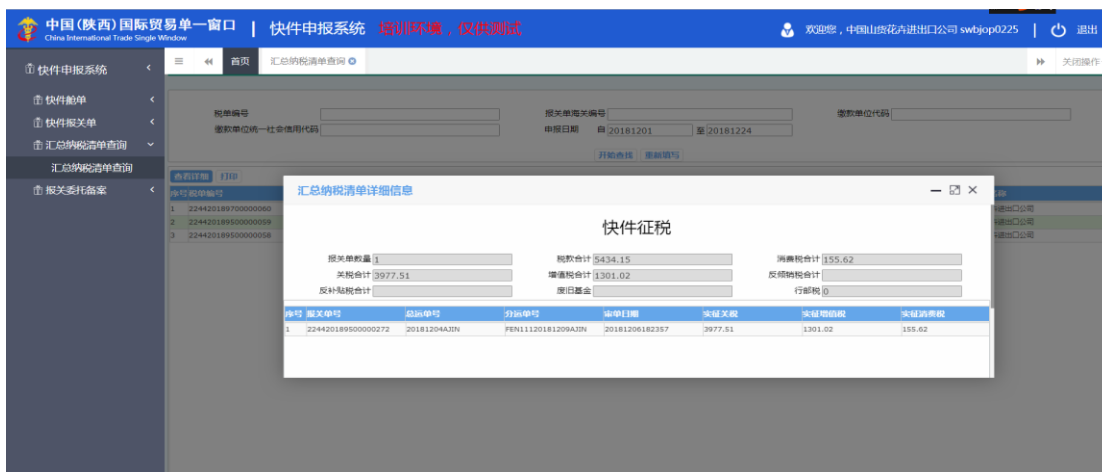 中国(陕西)国际贸易单一窗口 | 快件申报系统 培训环境，仅供测试
China International Trade Single Window
欢迎您，中国山货花卉进出口公司 swbjop0225 | 退出
快件申报系统
首页 汇总纳税清单查询
关闭操作
快件舱单
快件报关单
汇总纳税清单查询
汇总纳税清单查询
报关委托备案
税单编号 报关单海关编号 缴款单位代码
缴款单位统一社会信用代码 申报日期 自 20181201 至 20181224
开始查找 重新填写
查看详细 打印
序号 税单编号
1 224420189700000060
2 224420189500000059
3 224420189500000058
汇总纳税清单详细信息
快件征税
报关单数量 1 税款合计 5434.15 消费税合计 155.62
关税合计 3977.51 增值税合计 1301.02 反倾销税合计
反补贴税合计 废旧基金 行邮税 0
序号 报关单号 总运单号 分运单号 审单日期 实征关税 实征增值税 实征消费税
1 224420189500000272 20181204AJIN FEN11120181209AJIN 20181206182357 3977.51 1301.02 155.62